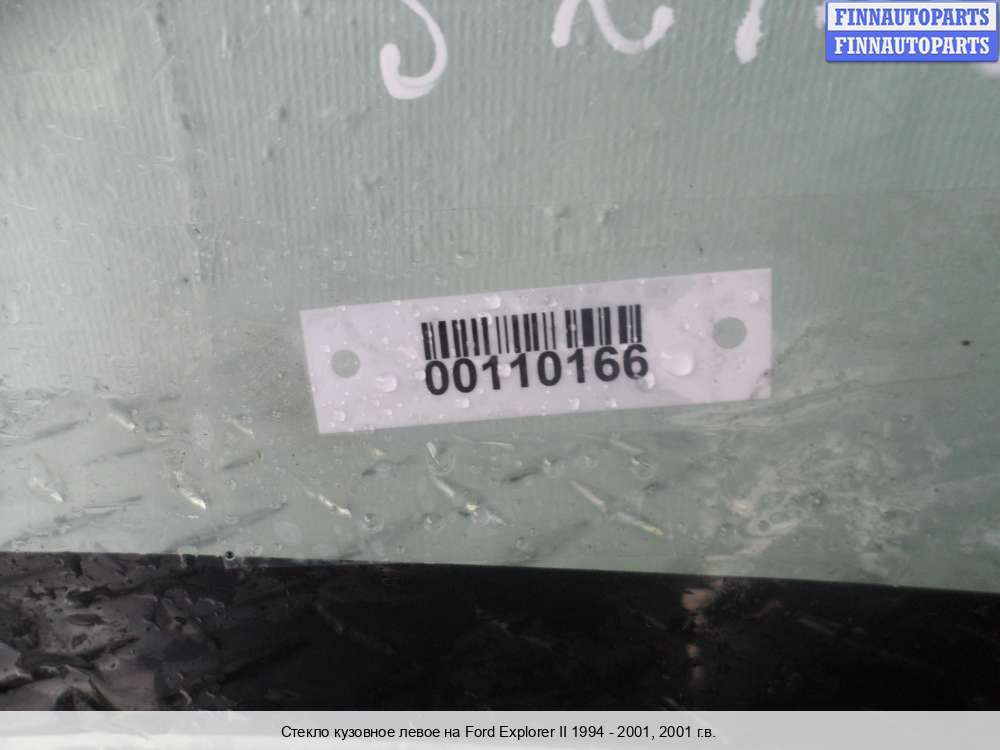 FINNAUTOPARTS
FINNAUTOPARTS
00110166
Стекло кузовное левое на Ford Explorer II 1994 - 2001, 2001 г.в.